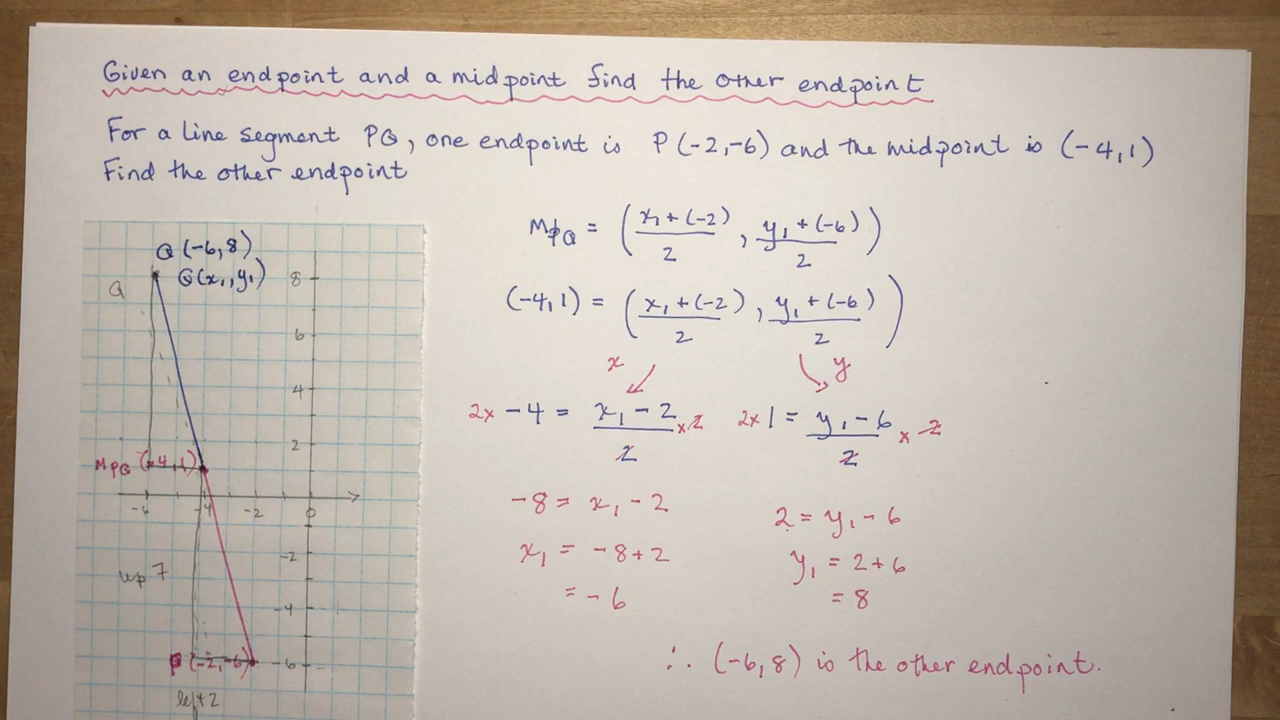 Given an endpoint and a midpoint find the other endpoint
For a line segment PQ, one endpoint is P(-2,-6) and the midpoint is (-4,1)
Find the other endpoint
Q(-6,8)
Q(x₁,y₁)
Q
8
6
4
2
MPQ (-4,1)
-6 -4 -2 0
-2
-4
-6
up 7
P(-2,-6)
left 2
MPQ = (x₁+(-2)/2, y₁+(-6)/2)
(-4,1) = (x₁+(-2)/2, y₁+(-6)/2)
x y
2x -4 = x₁-2/2 x2
2x 1 = y₁-6/2 x2
-8 = x₁-2
x₁ = -8+2
= -6
2 = y₁-6
y₁ = 2+6
= 8
∴ (-6,8) is the other endpoint.